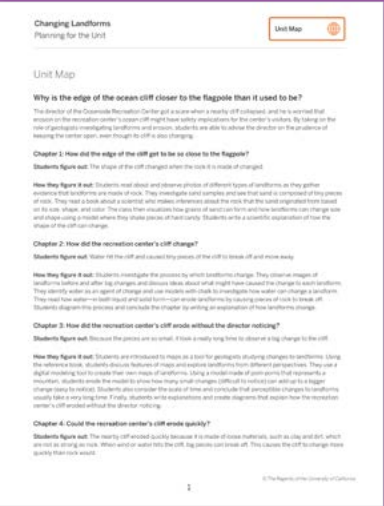 Changing Landforms
Planning for the Unit
Unit Map
Unit Map
Why is the edge of the ocean cliff closer to the flagpole than it used to be?
The director of the Oceanside Recreation Center got a scare when a nearby cliff collapsed, and he is worried that
erosion on the recreation center's ocean cliff might have safety implications for the center's visitors. By taking on the
role of geologists investigating landforms and erosion, students are able to advise the director on the prudence of
keeping the center open, even though its cliff is also changing.
Chapter 1: How did the edge of the cliff get to be so close to the flagpole?
Students figure out: The shape of the cliff changed when the rock it is made of changed.
How they figure it out: Students read about and observe photos of different types of landforms as they gather
evidence that landforms are made of rock. They investigate sand samples and see that sand is composed of tiny pieces
of rock. They read a book about a scientist who makes inferences about the rock that the sand originated from based
on its size, shape, and color. The class then visualizes how grains of sand can form and how landforms can change size
and shape using a model where they shake pieces of hard candy. Students write a scientific explanation of how the
shape of the cliff can change.
Chapter 2: How did the recreation center's cliff change?
Students figure out: Water hit the cliff and caused tiny pieces of the cliff to break off and move away.
How they figure it out: Students investigate the process by which landforms change. They observe images of
landforms before and after big changes and discuss ideas about what might have caused the change to each landform.
They identify water as an agent of change and use models with chalk to investigate how water can change a landform.
They read how water—in both liquid and solid form—can erode landforms by causing pieces of rock to break off.
Students diagram this process and conclude the chapter by writing an explanation of how landforms change.
Chapter 3: How did the recreation center's cliff erode without the director noticing?
Students figure out: Because the pieces are so small, it took a really long time to observe a big change to the cliff.
How they figure it out: Students are introduced to maps as a tool for geologists studying changes to landforms. Using
the reference book, students discuss features of maps and explore landforms from different perspectives. They use a
digital modeling tool to create their own maps of landforms. Using a model made of pom-poms that represents a
mountain, students erode the model to show how many small changes (difficult to notice) can add up to a bigger
change (easy to notice). Students also consider the scale of time and conclude that perceptible changes to landforms
usually take a very long time. Finally, students write explanations and create diagrams that explain how the recreation
center's cliff eroded without the director noticing.
Chapter 4: Could the recreation center's cliff erode quickly?
Students figure out: The nearby cliff eroded quickly because it is made of loose materials, such as clay and dirt, which
are not as strong as rock. When wind or water hits the cliff, big pieces can break off. This causes the cliff to change more
quickly than rock would.
© The Regents of the University of California
1